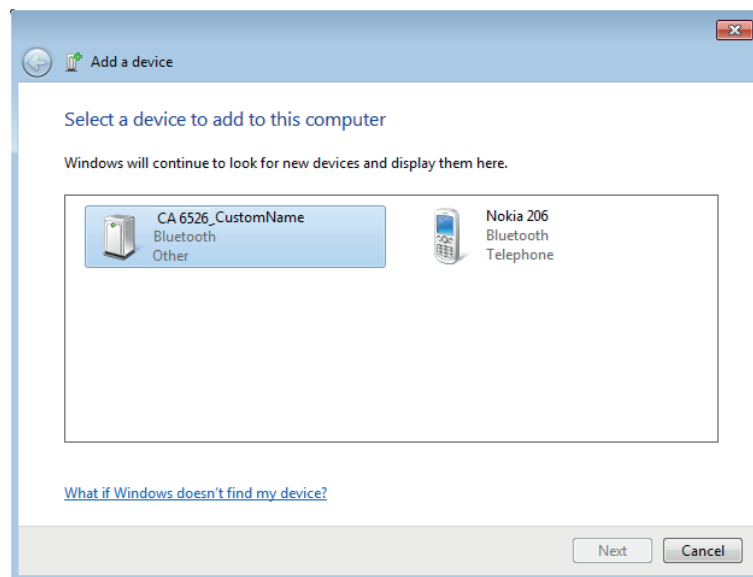 Add a device
Select a device to add to this computer
Windows will continue to look for new devices and display them here.
CA 6526_CustomName
Bluetooth
Other
Nokia 206
Bluetooth
Telephone
What if Windows doesn't find my device?
Next
Cancel